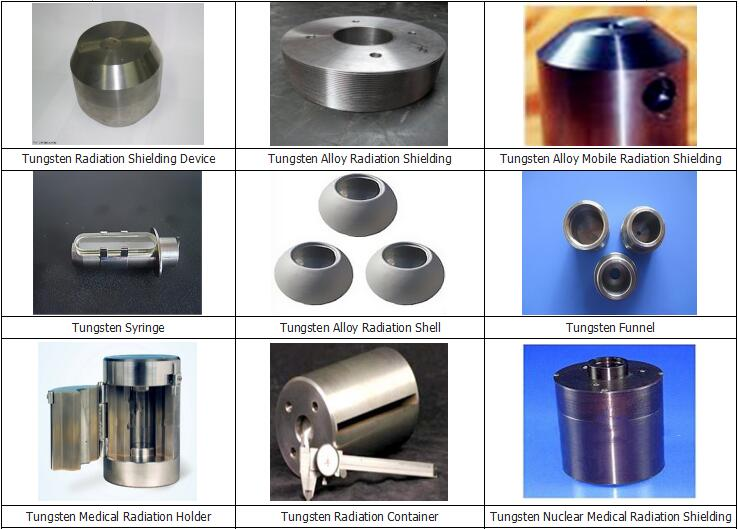 Tungsten Radiation Shielding Device
Tungsten Alloy Radiation Shielding
Tungsten Alloy Mobile Radiation Shielding
Tungsten Syringe
Tungsten Alloy Radiation Shell
Tungsten Funnel
Tungsten Medical Radiation Holder
Tungsten Radiation Container
Tungsten Nuclear Medical Radiation Shielding